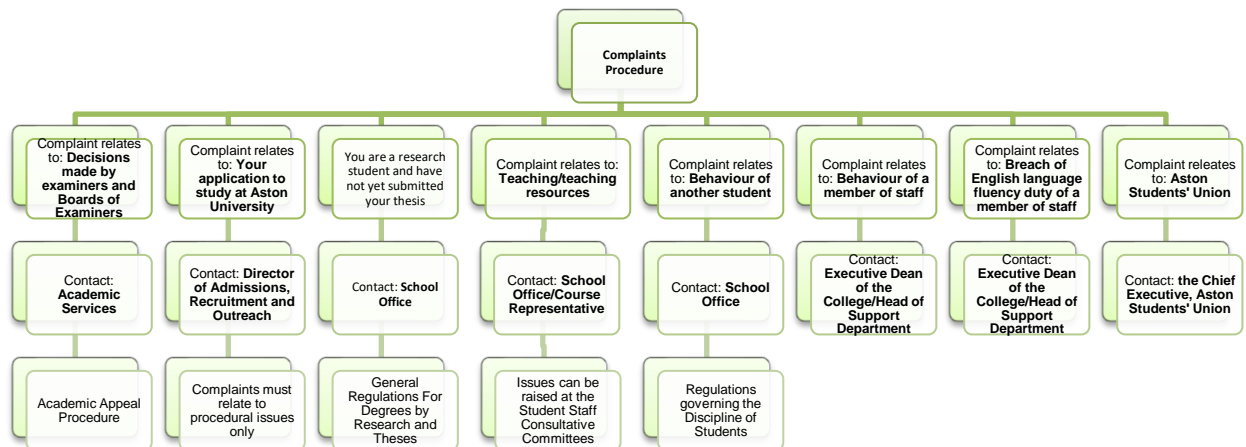 Complaints
Procedure
Complaint relates
to: Decisions
made by
examiners and
Boards of
Examiners
Complaint relates
to: Your
application to
study at Aston
University
You are a research
student and have
not yet submitted
your thesis
Complaint relates to:
Teaching/teaching
resources
Complaint relates
to: Behaviour of
another student
Complaint relates
to: Behaviour of a
member of staff
Complaint relates
to: Breach of
English language
fluency duty of a
member of staff
Complaint releates
to: Aston
Students' Union
Contact:
Academic
Services
Contact: Director
of Admissions,
Recruitment and
Outreach
Contact: School
Office
Contact: School
Office/Course
Representative
Contact: School
Office
Contact:
Executive Dean
of the
College/Head of
Support
Department
Contact:
Executive Dean
of the
College/Head of
Support
Department
Contact: the Chief
Executive, Aston
Students' Union
Academic Appeal
Procedure
Complaints must
relate to
procedural issues
only
General
Regulations For
Degrees by
Research and
Theses
Issues can be
raised at the
Student Staff
Consultative
Committees
Regulations
governing the
Discipline of
Students